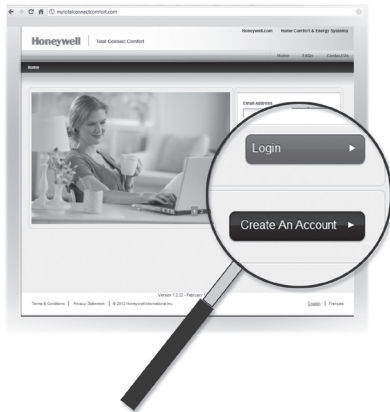 mytotalconnectcomfort.com
Honeywell.com Home Comfort & Energy Systems
Honeywell Total Connect Comfort
Home FAQs Contact Us
Home
Email Address
Login
Create An Account
Version 1.2.22 - February
Terms & Conditions | Privacy Statement | © 2012 Honeywell International Inc.
English | Français